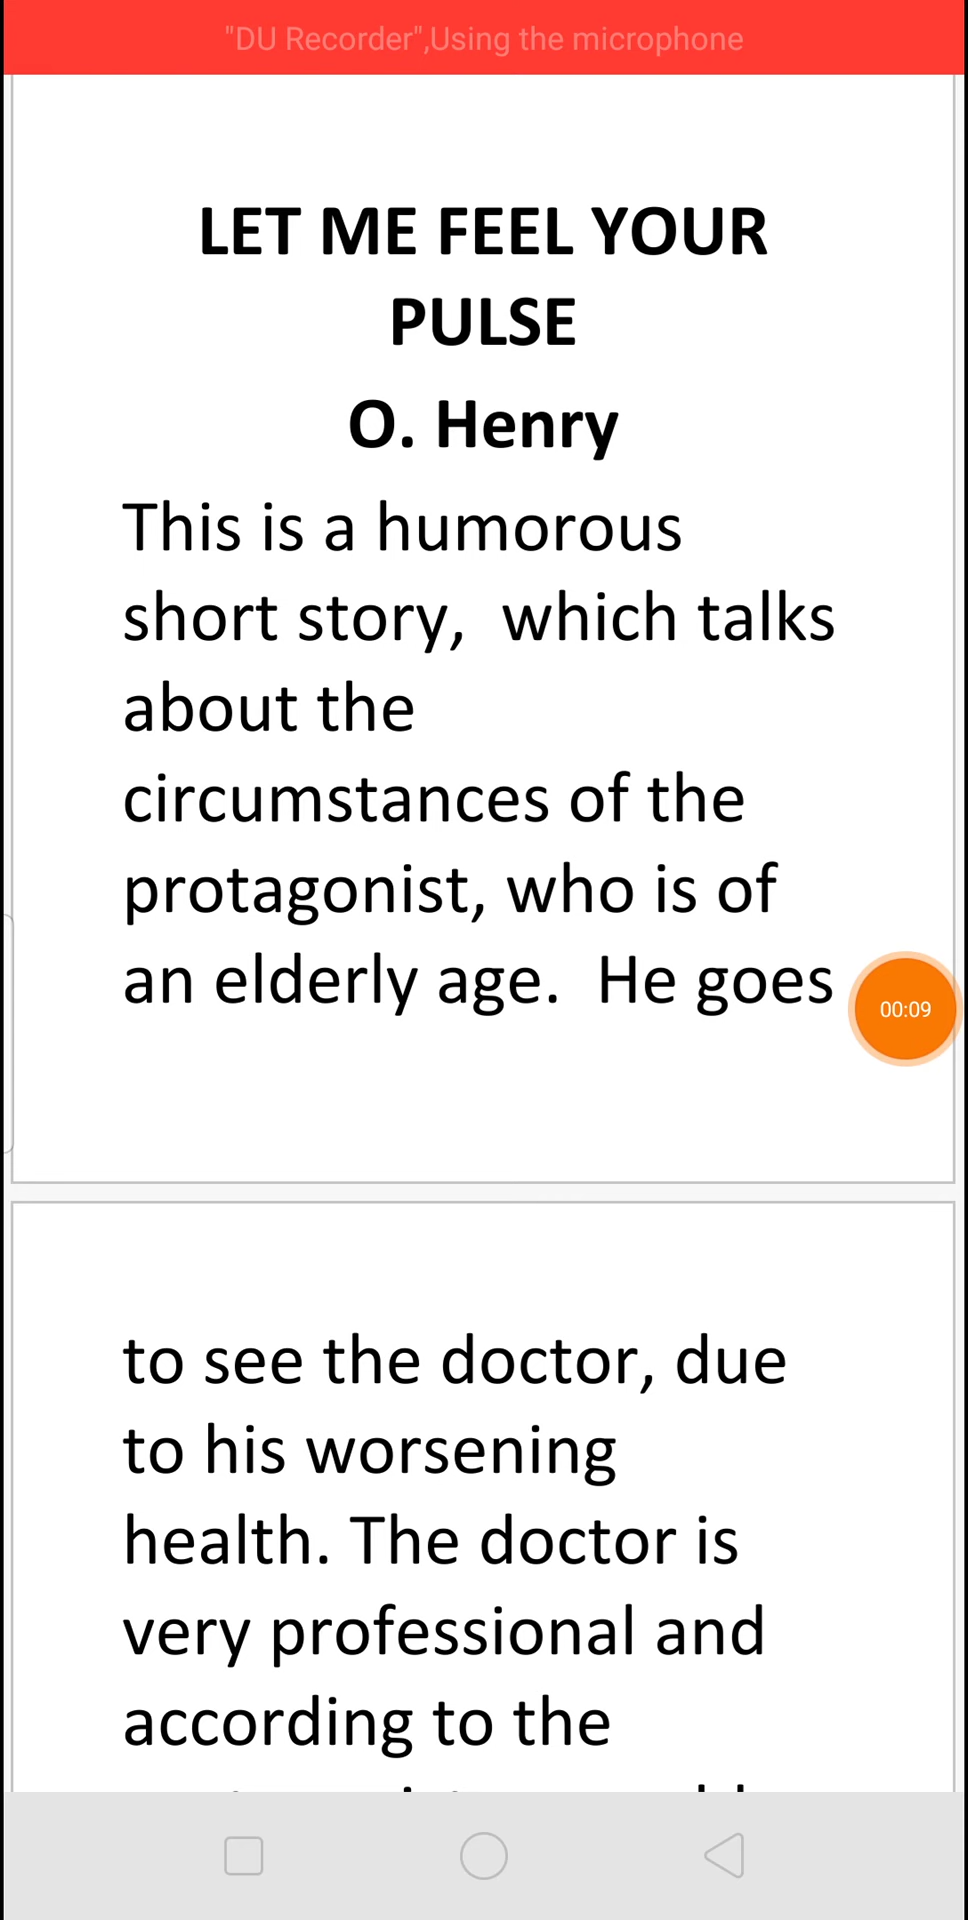 "DU Recorder",Using the microphone
LET ME FEEL YOUR
PULSE
O. Henry
This is a humorous
short story,  which talks
about the
circumstances of the
protagonist, who is of
an elderly age.  He goes
00:09
to see the doctor, due
to his worsening
health. The doctor is
very professional and
according to the